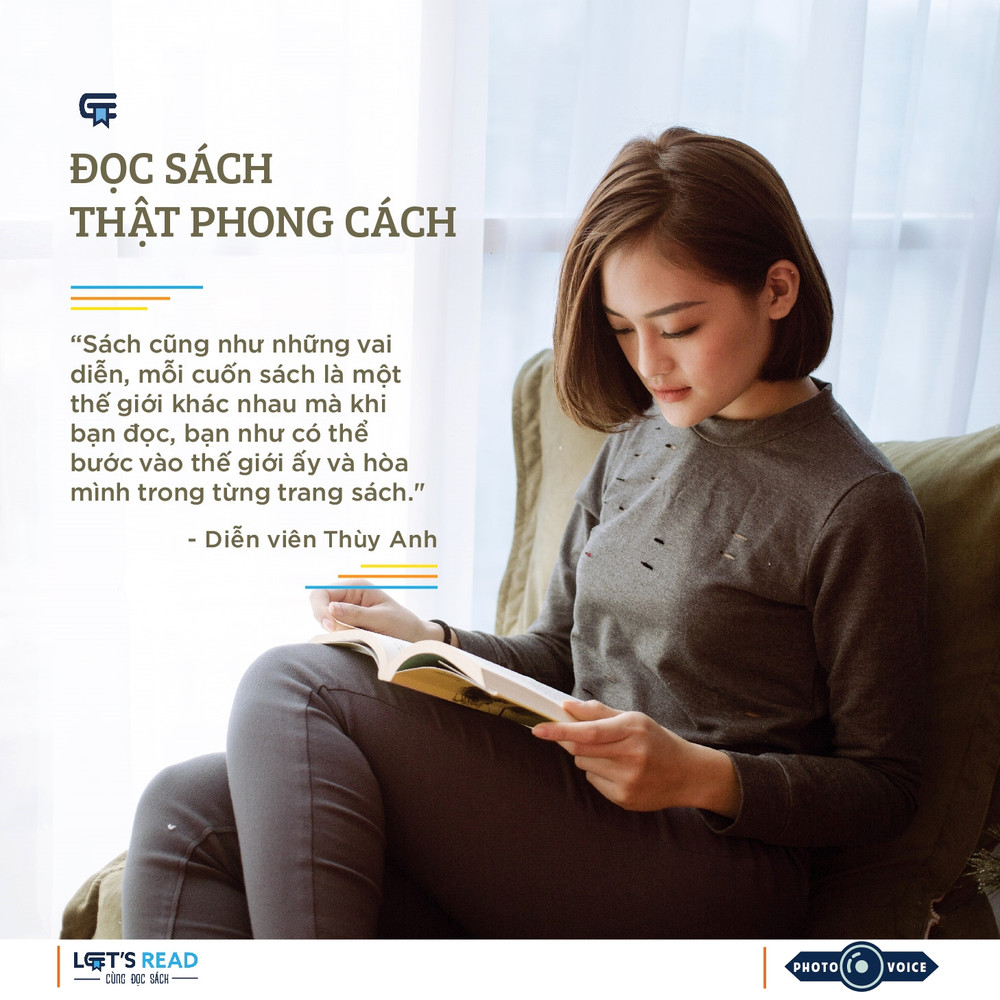 ĐỌC SÁCH
THẬT PHONG CÁCH
“Sách cũng như những vai
diễn, mỗi cuốn sách là một
thế giới khác nhau mà khi
bạn đọc, bạn như có thể
bước vào thế giới ấy và hòa
mình trong từng trang sách."
- Diễn viên Thùy Anh
LET'S READ
CÙNG ĐỌC SÁCH
PHOTO VOICE